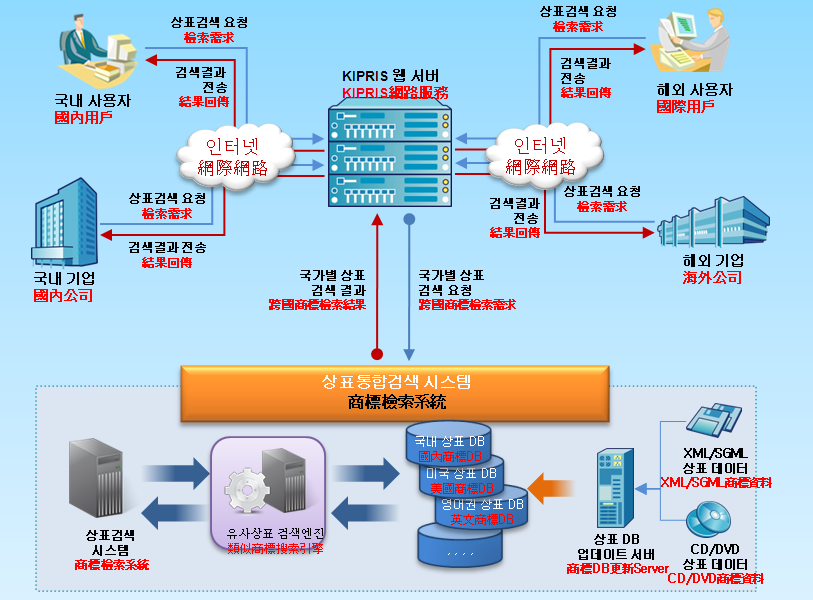 상표검색 요청
檢索需求
검색결과
전송
結果回傳
국내 사용자
國內用戶
KIPRIS 웹 서버
KIPRIS網路服務
상표검색 요청
檢索需求
검색결과
전송
結果回傳
해외 사용자
國際用戶
인터넷
網際網路
인터넷
網際網路
상표검색 요청
檢索需求
검색결과 전송
結果回傳
국내 기업
國內公司
상표검색 요청
檢索需求
검색결과
전송
結果回傳
해외 기업
海外公司
국가별 상표
검색 결과
跨國商標檢索結果
국가별 상표
검색 요청
跨國商標檢索需求
상표통합검색 시스템
商標檢索系統
상표검색
시스템
商標檢索系統
유사상표 검색엔진
類似商標搜索引擎
국내 상표 DB
國內商標DB
미국 상표 DB
美國商標DB
영어권 상표 DB
英文商標DB
....
상표 DB
업데이트 서버
商標DB更新Server
XML/SGML
상표 데이터
XML/SGML商標資料
CD/DVD
상표 데이터
CD/DVD商標資料